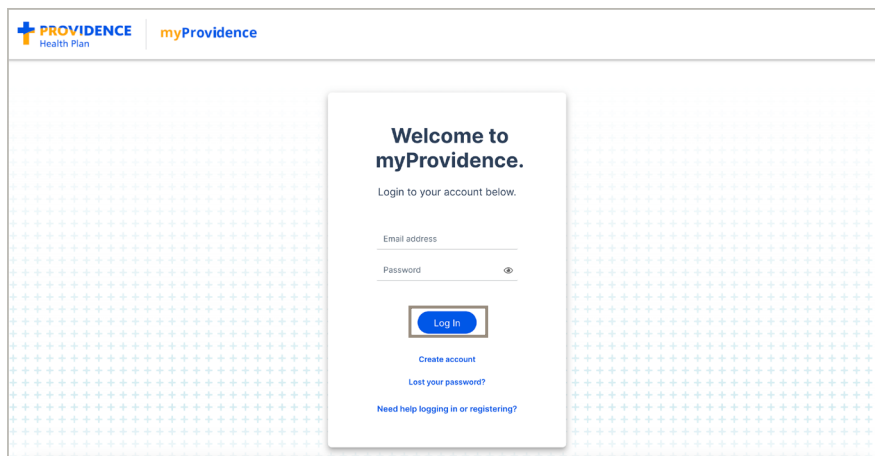 PROVIDENCE
Health Plan
myProvidence
Welcome to
myProvidence.
Login to your account below.
Email address
Password
Log In
Create account
Lost your password?
Need help logging in or registering?